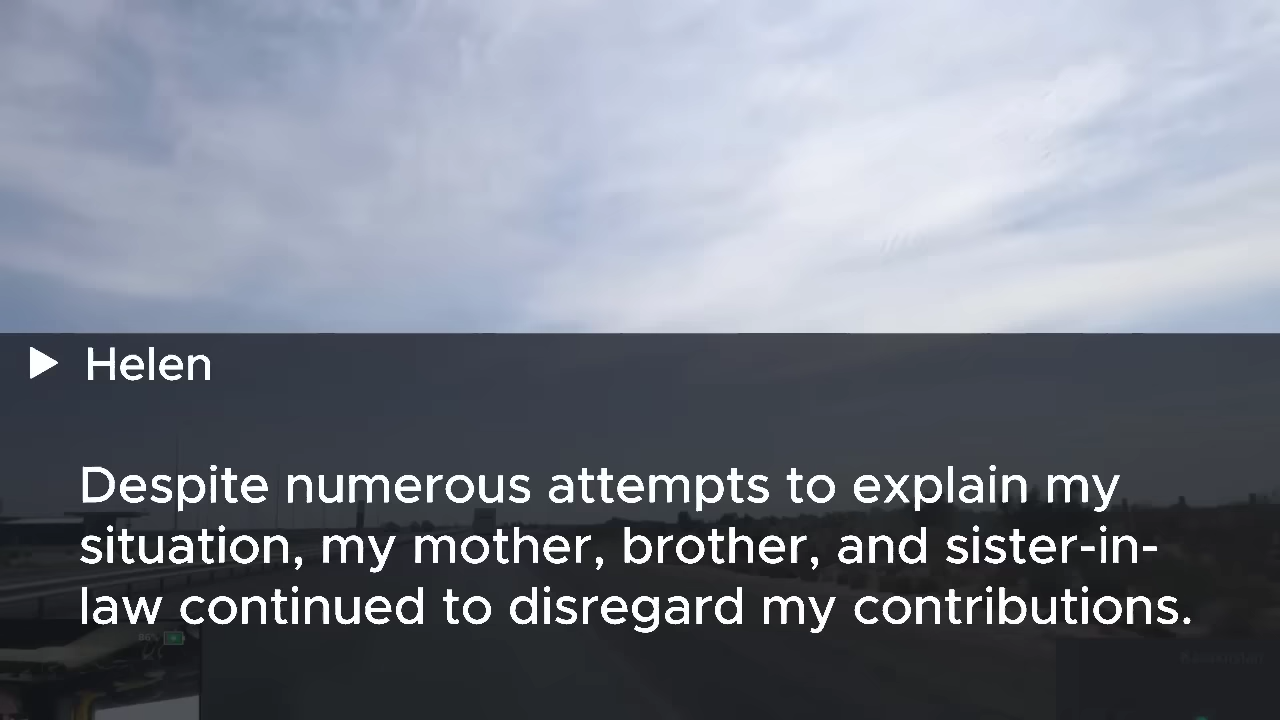 Helen
Despite numerous attempts to explain my
situation, my mother, brother, and sister-in-
law continued to disregard my contributions.
86%